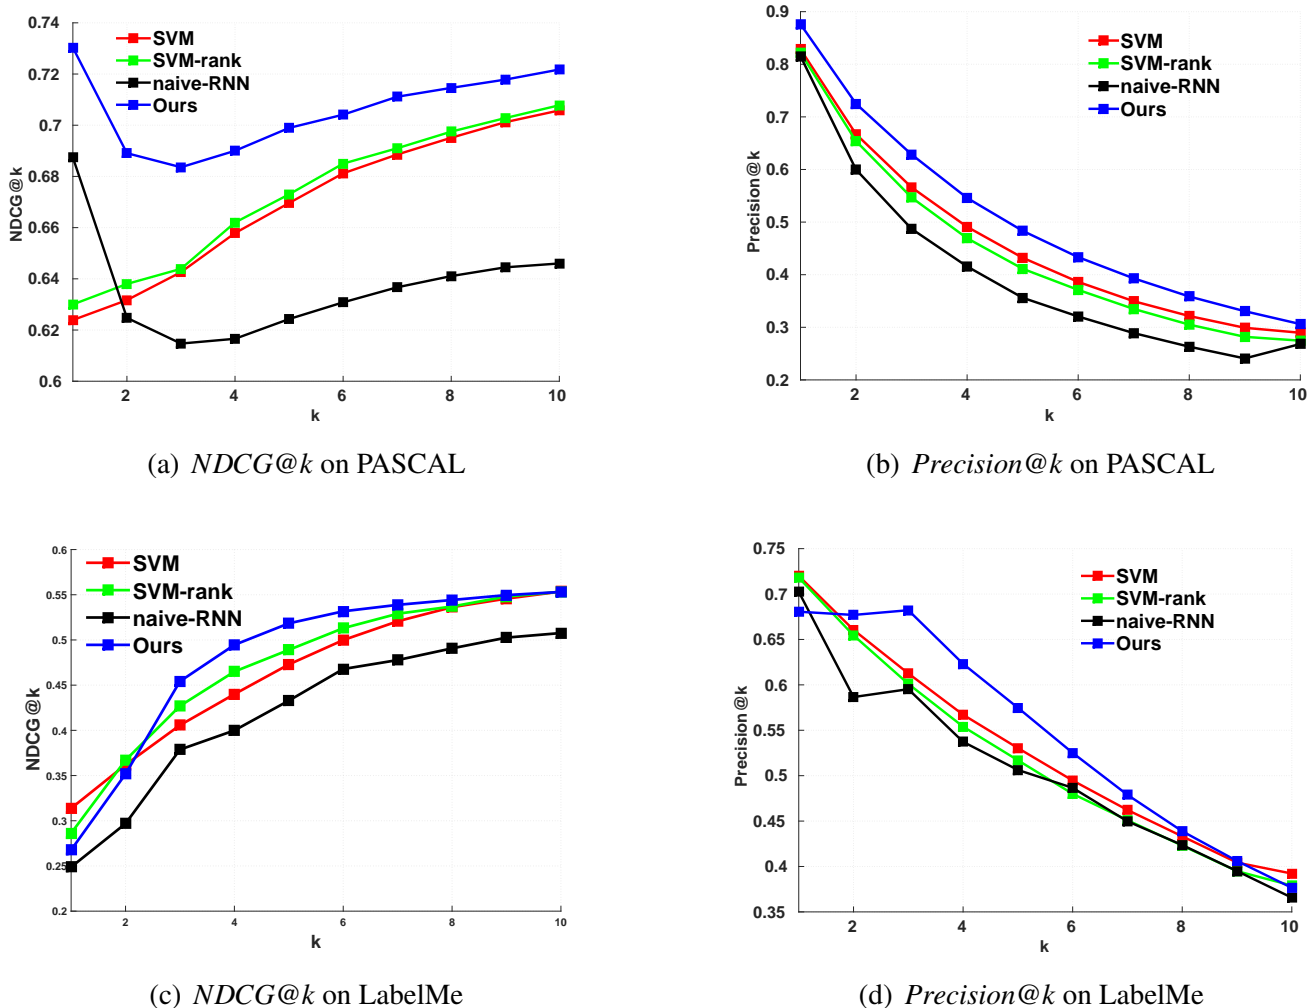 0.74
0.72
0.7
0.68
0.66
0.64
0.62
0.6
NDCG@k
SVM
SVM-rank
naive-RNN
Ours
2
4
6
8
10
k
(a) NDCG@k on PASCAL
0.9
0.8
0.7
0.6
0.5
0.4
0.3
0.2
Precision@k
SVM
SVM-rank
naive-RNN
Ours
2
4
6
8
10
k
(b) Precision@k on PASCAL
0.6
0.55
0.5
0.45
0.4
0.35
0.3
0.25
0.2
NDCG@k
SVM
SVM-rank
naive-RNN
Ours
2
4
6
8
10
k
(c) NDCG@k on LabelMe
0.75
0.7
0.65
0.6
0.55
0.5
0.45
0.4
0.35
Precision@k
SVM
SVM-rank
naive-RNN
Ours
2
4
6
8
10
k
(d) Precision@k on LabelMe